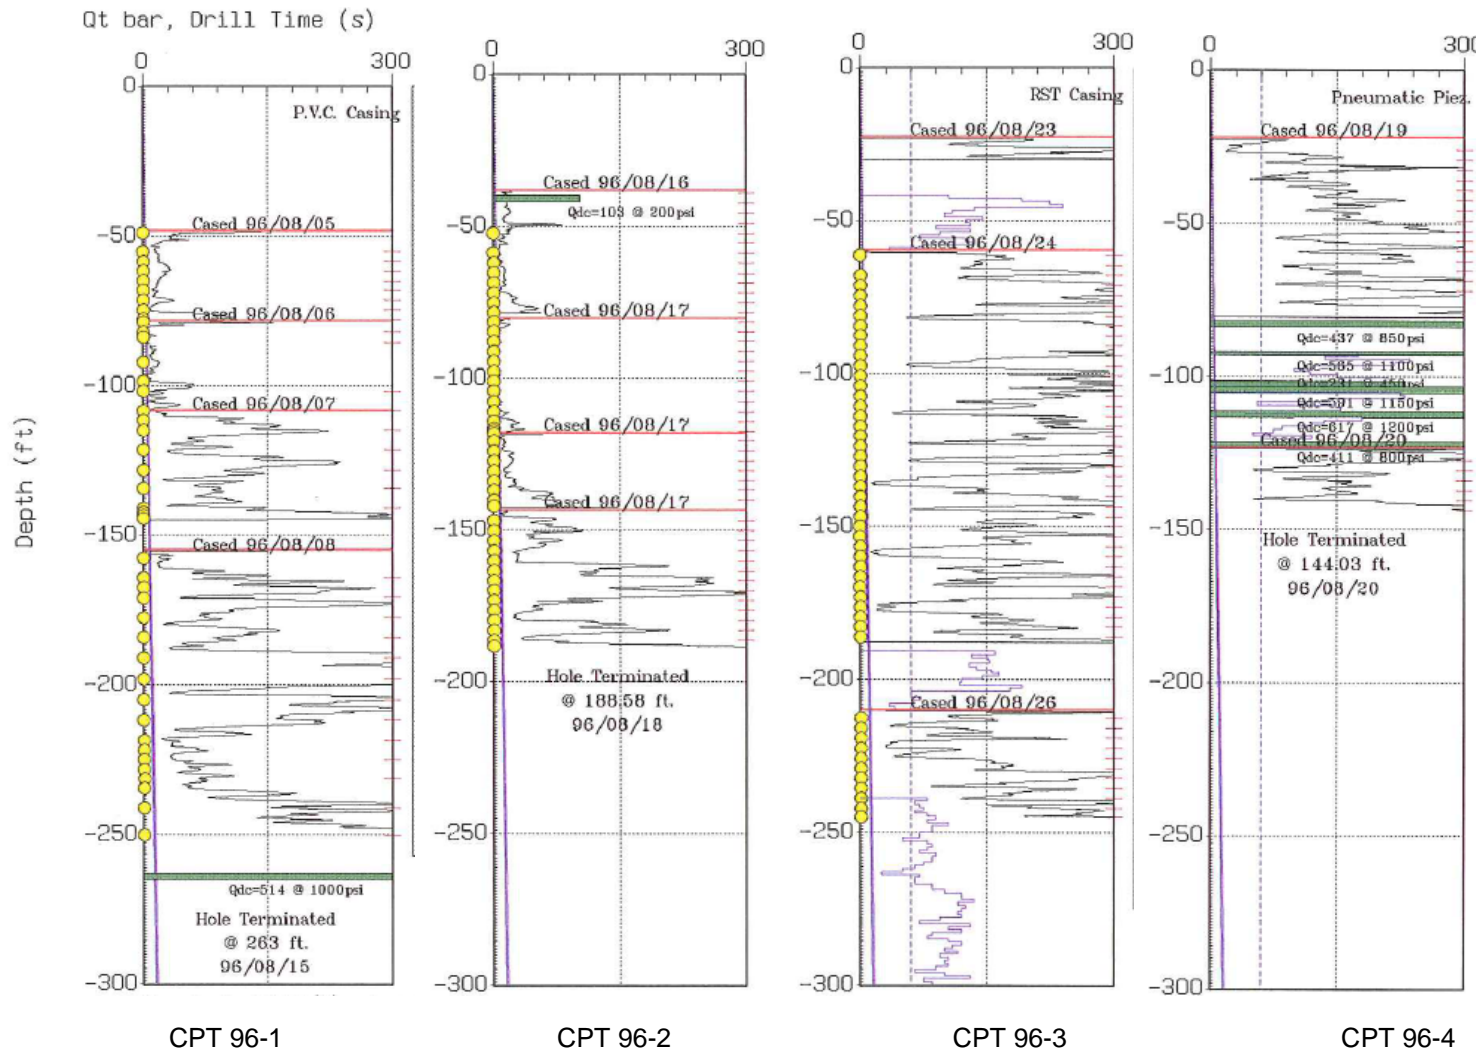 Qt bar, Drill Time (s)
Depth (ft)
0 300
0
P.V.C. Casing
Cased 96/08/05
-50
Cased 96/08/06
-100
Cased 96/08/07
-150
Cased 96/08/08
-200
-250
Qdc=514 @ 1000psi
Hole Terminated
@ 263 ft.
96/08/15
-300
CPT 96-1
0 300
0
Cased 96/08/16
Qdc=103 @ 200psi
-50
Cased 96/08/17
-100
Cased 96/08/17
Cased 96/08/17
-150
Hole Terminated
@ 188.58 ft.
96/08/18
-200
-250
-300
CPT 96-2
0 300
0
RST Casing
Cased 96/08/23
-50
Cased 96/08/24
-100
-150
-200
Cased 96/08/26
-250
-300
CPT 96-3
0 300
0
Pneumatic Piez.
Cased 96/08/19
-50
Qdc=437 @ 850psi
Qdc=565 @ 1100psi
-100
Qdc=231 @ 450psi
Qdc=591 @ 1150psi
Qdc=617 @ 1200psi
Cased 96/08/20
Qdc=411 @ 800psi
-150
Hole Terminated
@ 144.03 ft.
96/08/20
-200
-250
-300
CPT 96-4